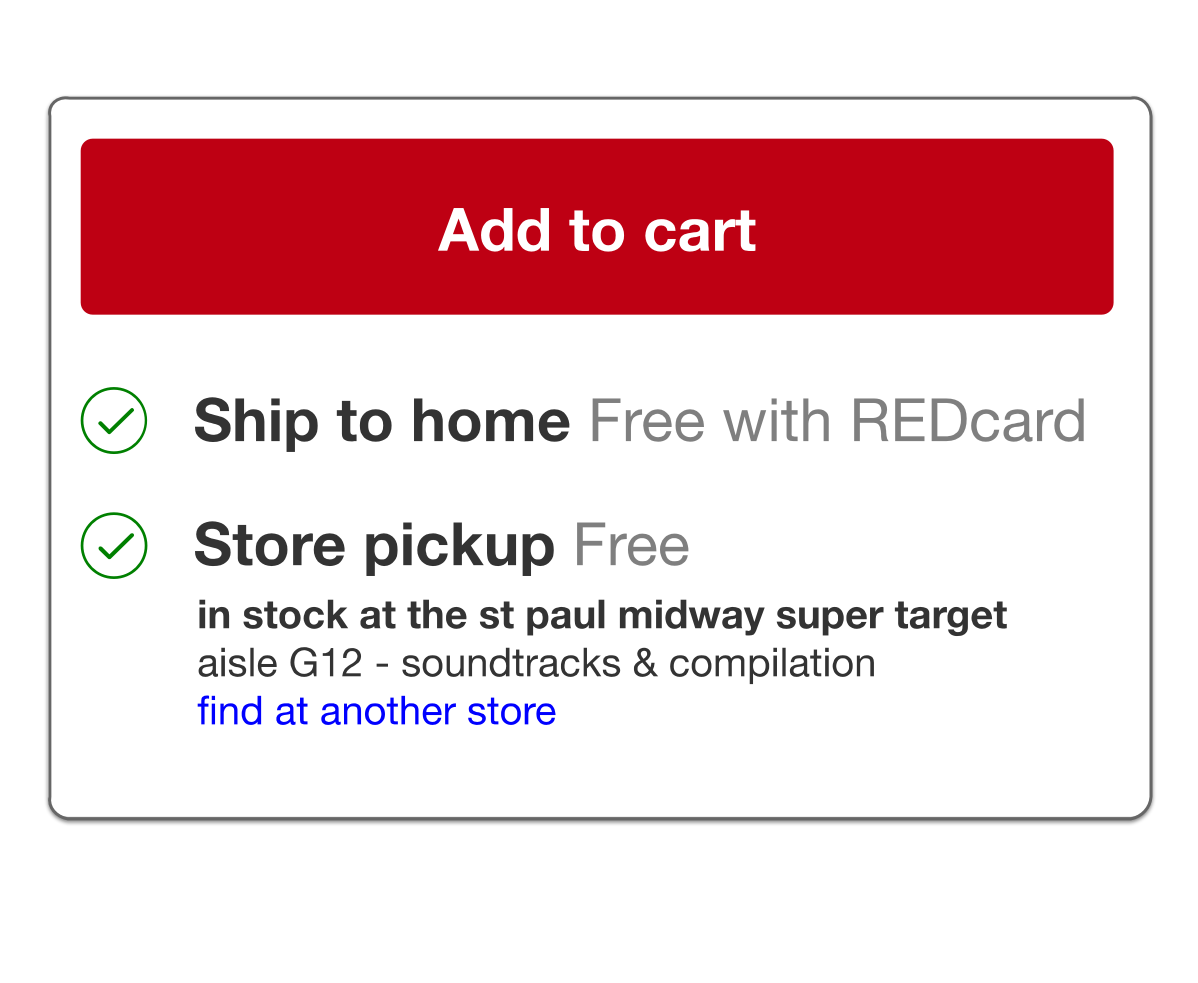 Add to cart
Ship to home Free with REDcard
Store pickup Free
in stock at the st paul midway super target
aisle G12 - soundtracks & compilation
find at another store